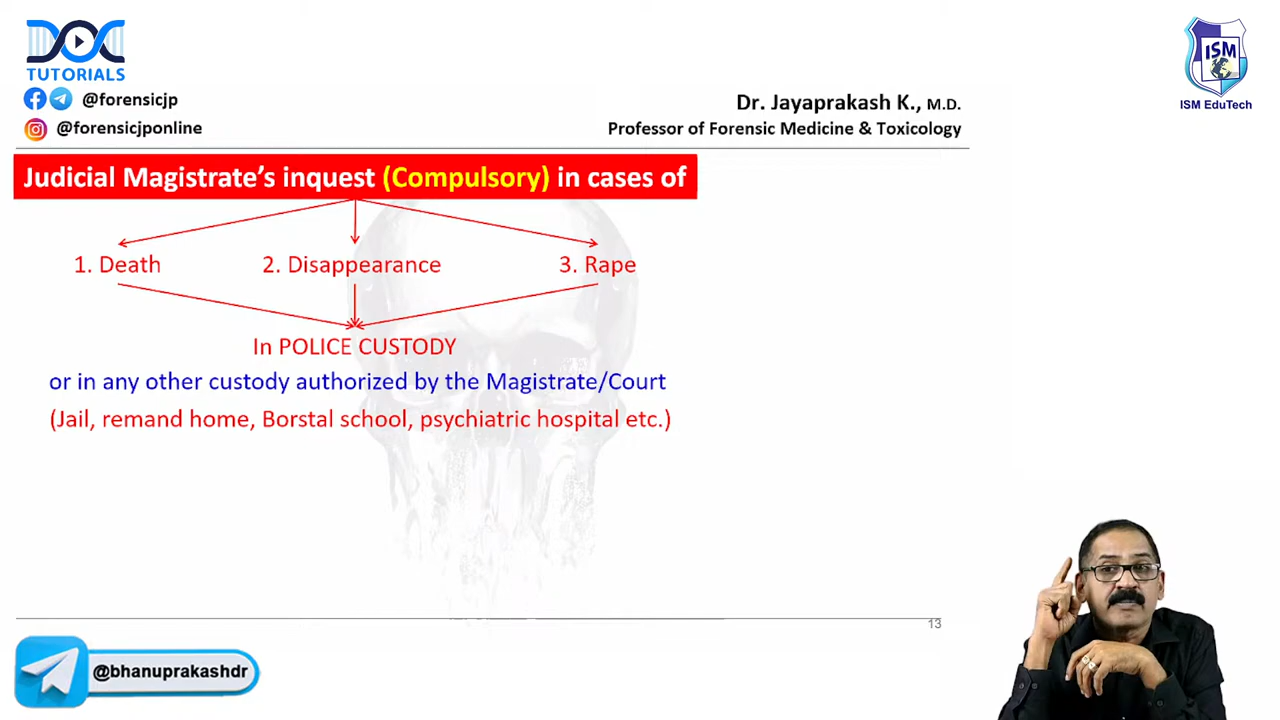 DOC
TUTORIALS
@forensicjp
@forensicjponline
ISM
ISM EduTech
Dr. Jayaprakash K., M.D.
Professor of Forensic Medicine & Toxicology
Judicial Magistrate's inquest (Compulsory) in cases of
1. Death
2. Disappearance
3. Rape
In POLICE CUSTODY
or in any other custody authorized by the Magistrate/Court
(Jail, remand home, Borstal school, psychiatric hospital etc.)
13
@bhanuprakashdr